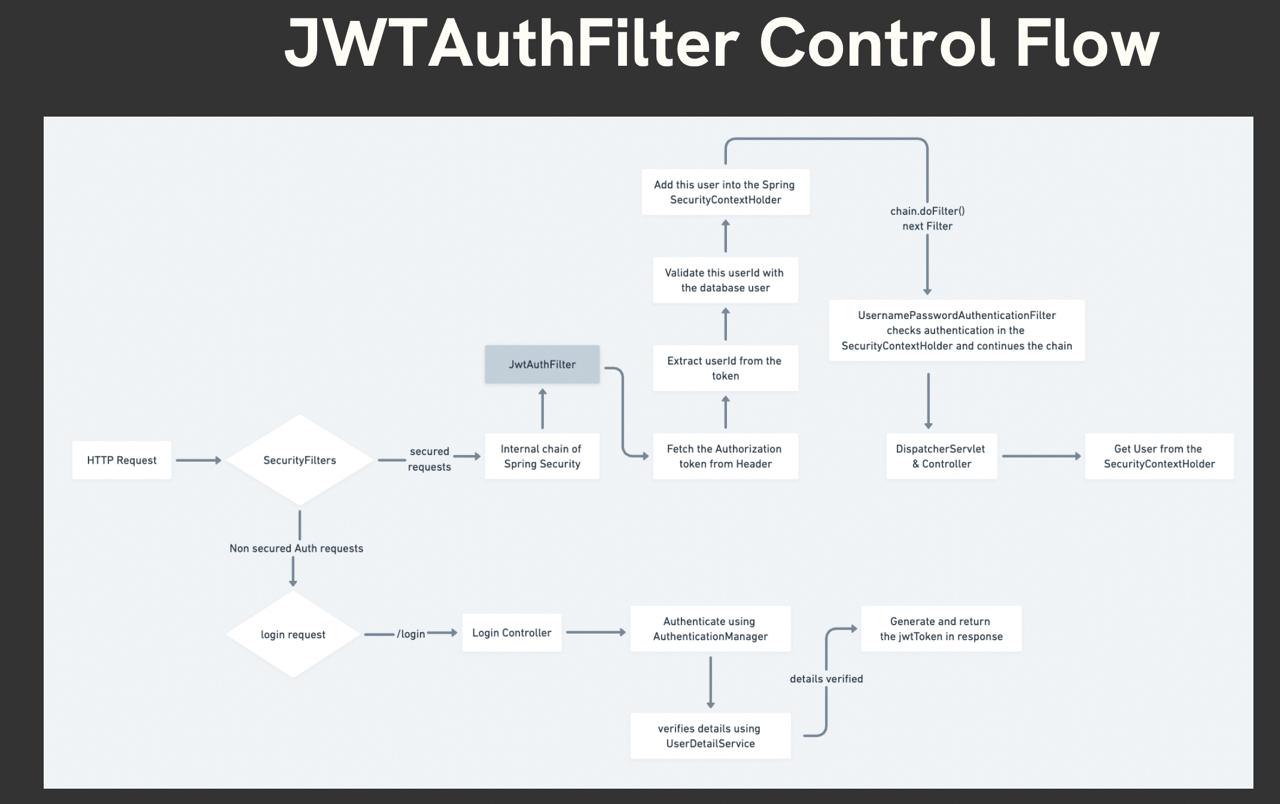 JWTAuthFilter Control Flow
Add this user into the Spring
SecurityContextHolder
chain.doFilter()
next Filter
Validate this userId with
the database user
UsernamePasswordAuthenticationFilter
checks authentication in the
SecurityContextHolder and continues the chain
JwtAuthFilter
Extract userId from the
token
HTTP Request
SecurityFilters
secured
requests
Internal chain of
Spring Security
Fetch the Authorization
token from Header
DispatcherServlet
& Controller
Get User from the
SecurityContextHolder
Non secured Auth requests
login request
/login
Login Controller
Authenticate using
AuthenticationManager
Generate and return
the jwtToken in response
details verified
verifies details using
UserDetailService